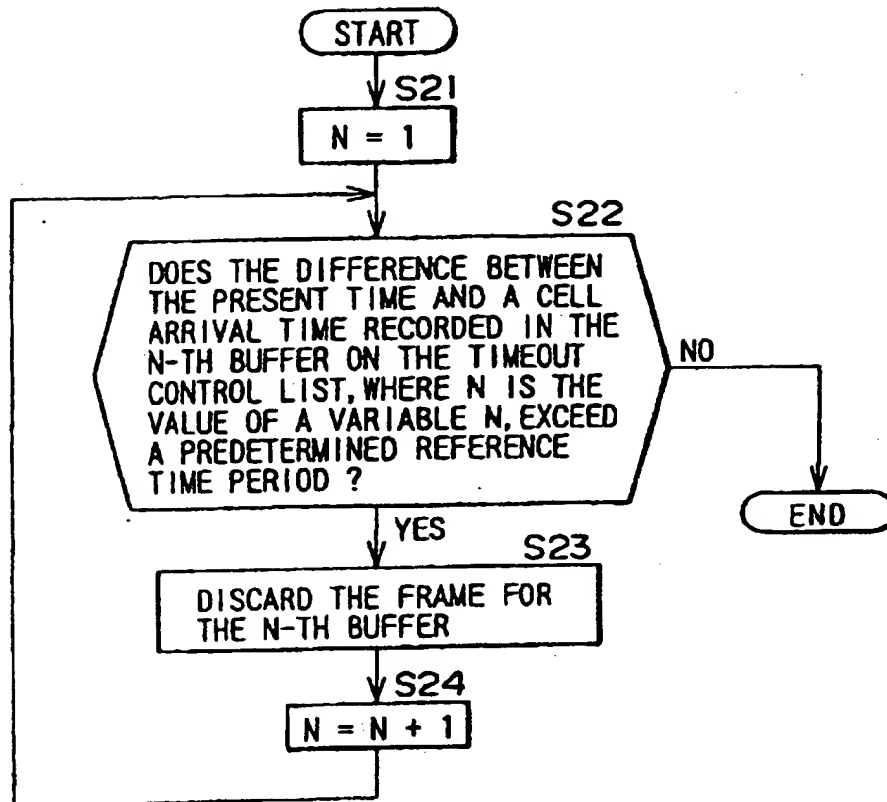 START
S21
N = 1
S22
DOES THE DIFFERENCE BETWEEN
THE PRESENT TIME AND A CELL
ARRIVAL TIME RECORDED IN THE
N-TH BUFFER ON THE TIMEOUT
CONTROL LIST, WHERE N IS THE
VALUE OF A VARIABLE N, EXCEED
A PREDETERMINED REFERENCE
TIME PERIOD ?
NO
END
YES
S23
DISCARD THE FRAME FOR
THE N-TH BUFFER
S24
N = N + 1